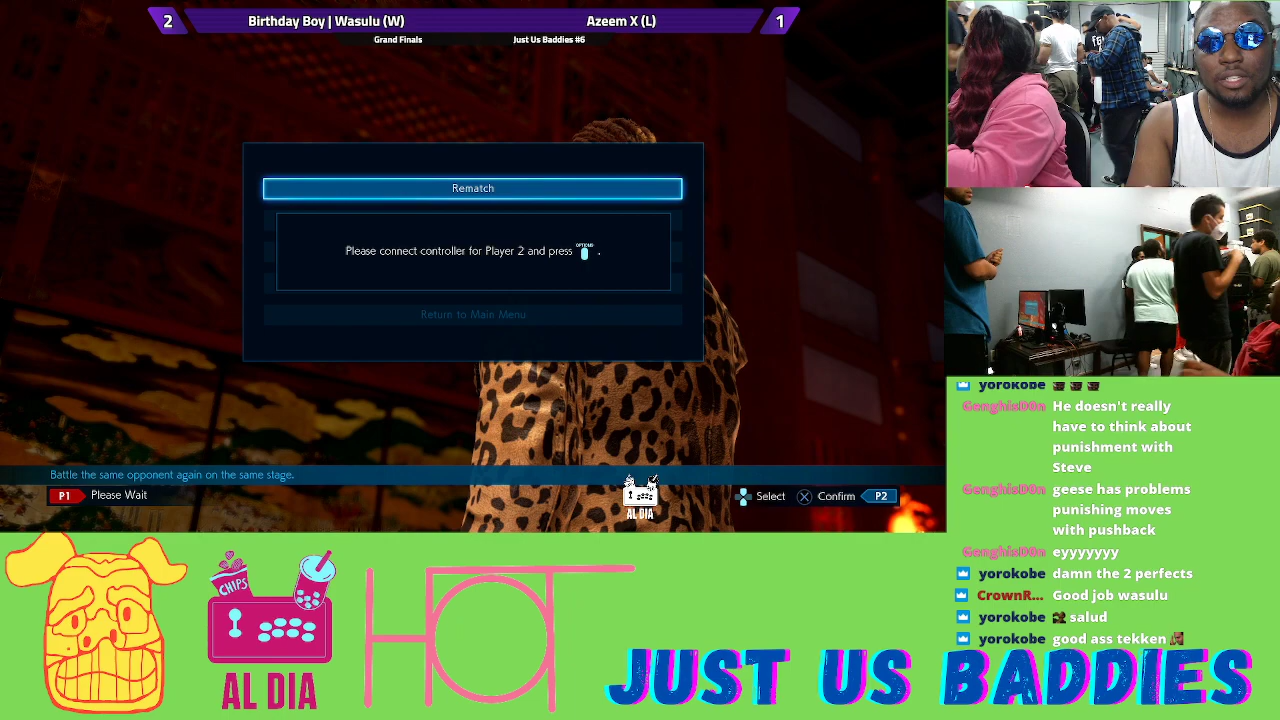 2
Birthday Boy | Wasulu (W)
Azeem X (L)
1
Grand Finals
Just Us Baddies #6
Rematch
Please connect controller for Player 2 and press
OPTIONS
.
Return to Main Menu
Battle the same opponent again on the same stage.
P1 Please Wait
Select Confirm P2
AL DIA
yorokobe
GenghisD0n He doesn't really
have to think about
punishment with
Steve
GenghisD0n geese has problems
punishing moves
with pushback
GenghisD0n eyyyyyyy
yorokobe damn the 2 perfects
CrownR... Good job wasulu
yorokobe salud
yorokobe good ass tekken
CHIPS
AL DIA
HOT
JUST US BADDIES